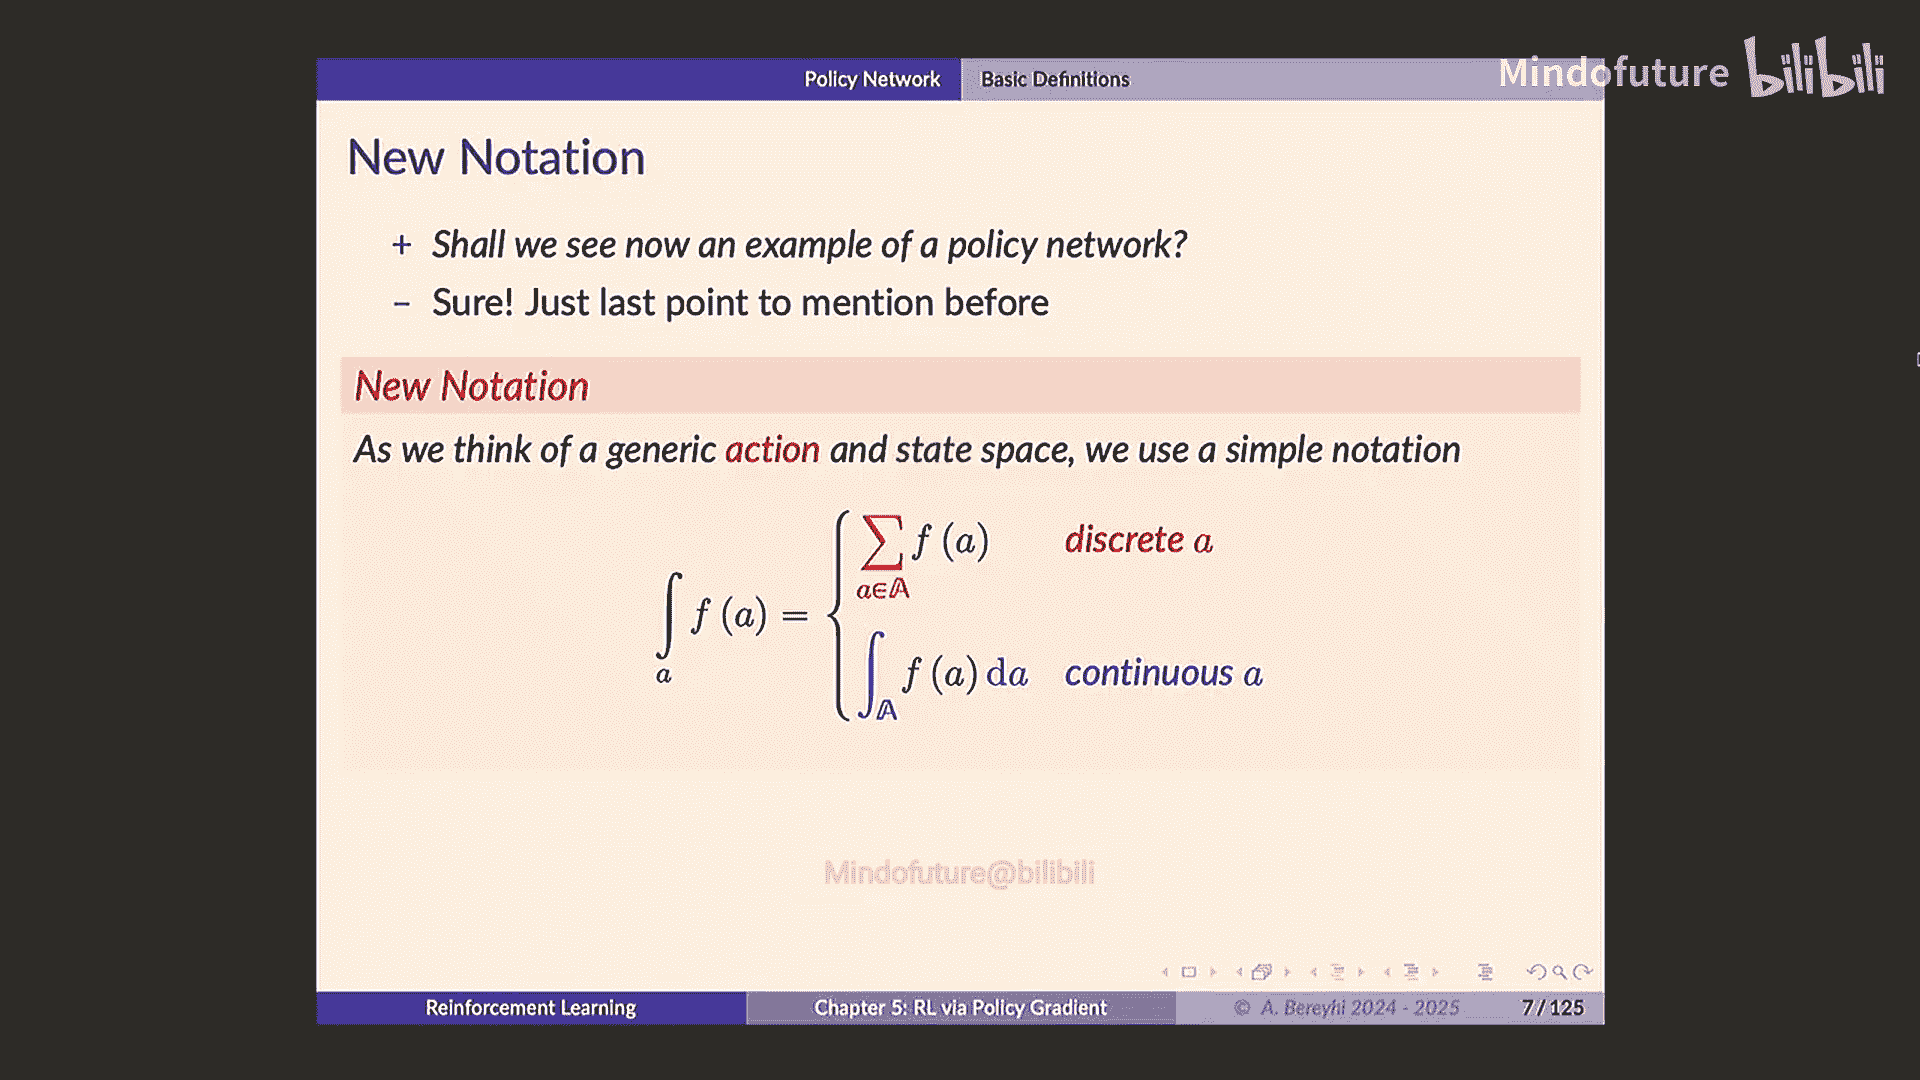 Policy Network Basic Definitions
Mindofuture bilibili
New Notation
+ Shall we see now an example of a policy network?
– Sure! Just last point to mention before
New Notation
As we think of a generic action and state space, we use a simple notation
∫_a f (a) = { ∑_{a∈𝔸} f (a) discrete a
∫_𝔸 f (a) da continuous a
Mindofuture@bilibili
Reinforcement Learning Chapter 5: RL via Policy Gradient © A. Bereyhi 2024 - 2025 7 / 125